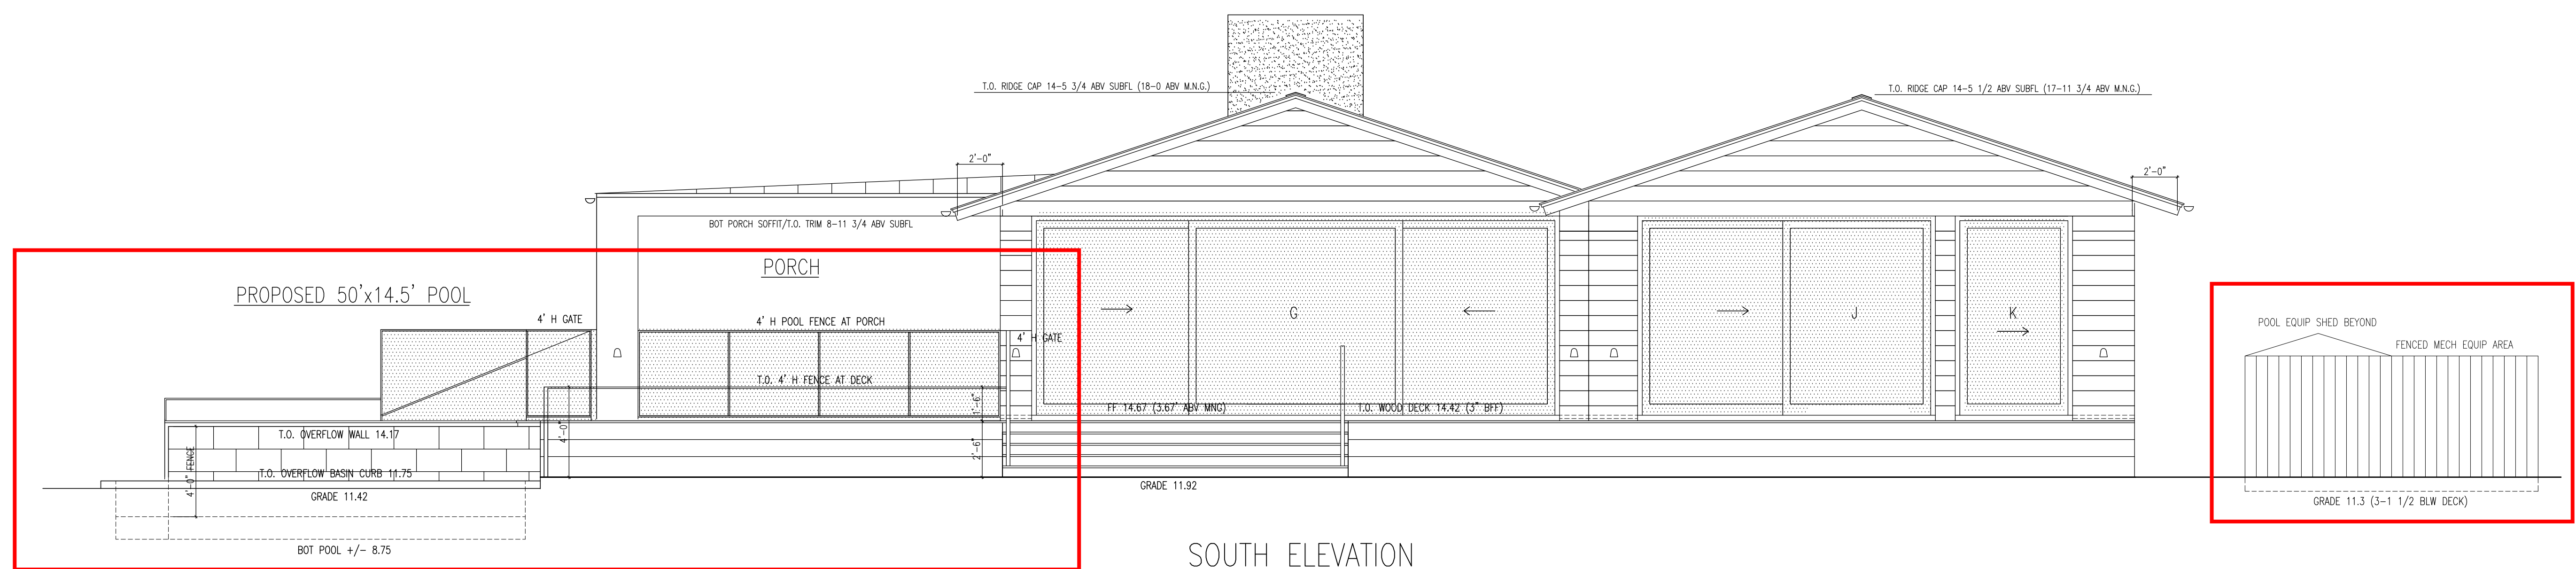 T.O. RIDGE CAP 14-5 3/4 ABV SUBFL (18-0 ABV M.N.G.)
T.O. RIDGE CAP 14-5 1/2 ABV SUBFL (17-11 3/4 ABV M.N.G.)
2'-0"
2'-0"
BOT PORCH SOFFIT/T.O. TRIM 8-11 3/4 ABV SUBFL
PORCH
PROPOSED 50'x14.5' POOL
4' H GATE
4' H POOL FENCE AT PORCH
4' H GATE
G
J
K
POOL EQUIP SHED BEYOND
FENCED MECH EQUIP AREA
T.O. 4' H FENCE AT DECK
1'-6"
FF 14.67 (3.67' ABV MNG)
T.O. WOOD DECK 14.42 (3" BFF)
T.O. OVERFLOW WALL 14.17
4'-0"
2'-6"
T.O. OVERFLOW BASIN CURB 11.75
4'-0" FENCE
GRADE 11.42
GRADE 11.92
GRADE 11.3 (3-1 1/2 BLW DECK)
BOT POOL +/- 8.75
SOUTH ELEVATION